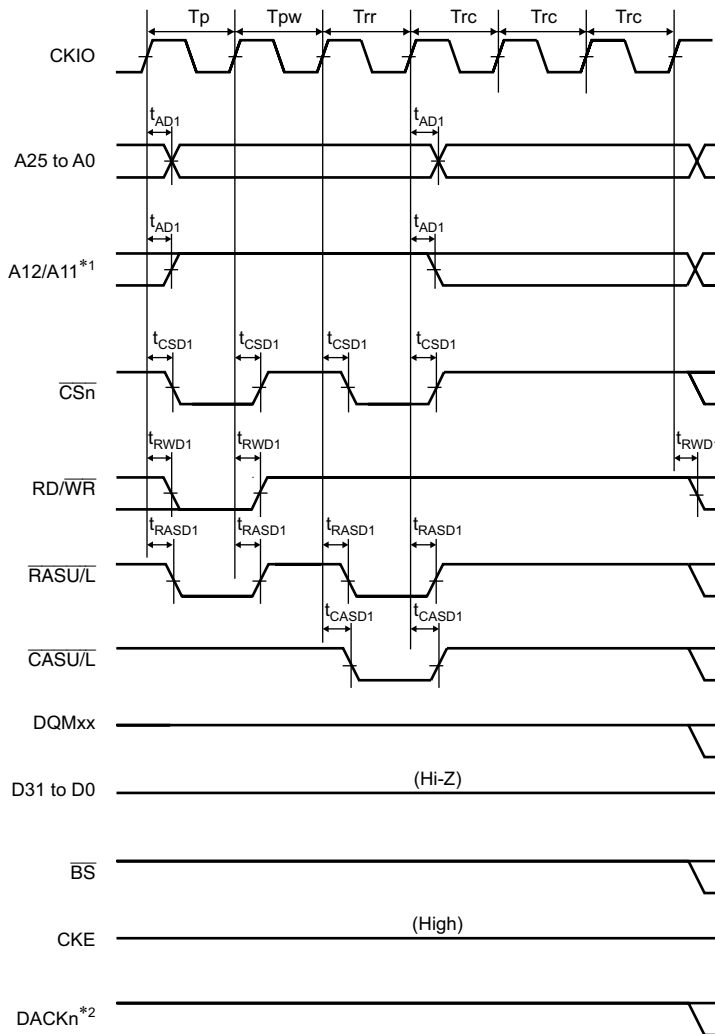 Tp Tpw Trr Trc Trc Trc
CKIO
tAD1 tAD1
A25 to A0
tAD1 tAD1
A12/A11*1
tCSD1 tCSD1 tCSD1 tCSD1
CSn
tRWD1 tRWD1 tRWD1
RD/WR
tRASD1 tRASD1 tRASD1 tRASD1
RASU/L
tCASD1 tCASD1
CASU/L
DQMxx
(Hi-Z)
D31 to D0
BS
(High)
CKE
DACKn*2